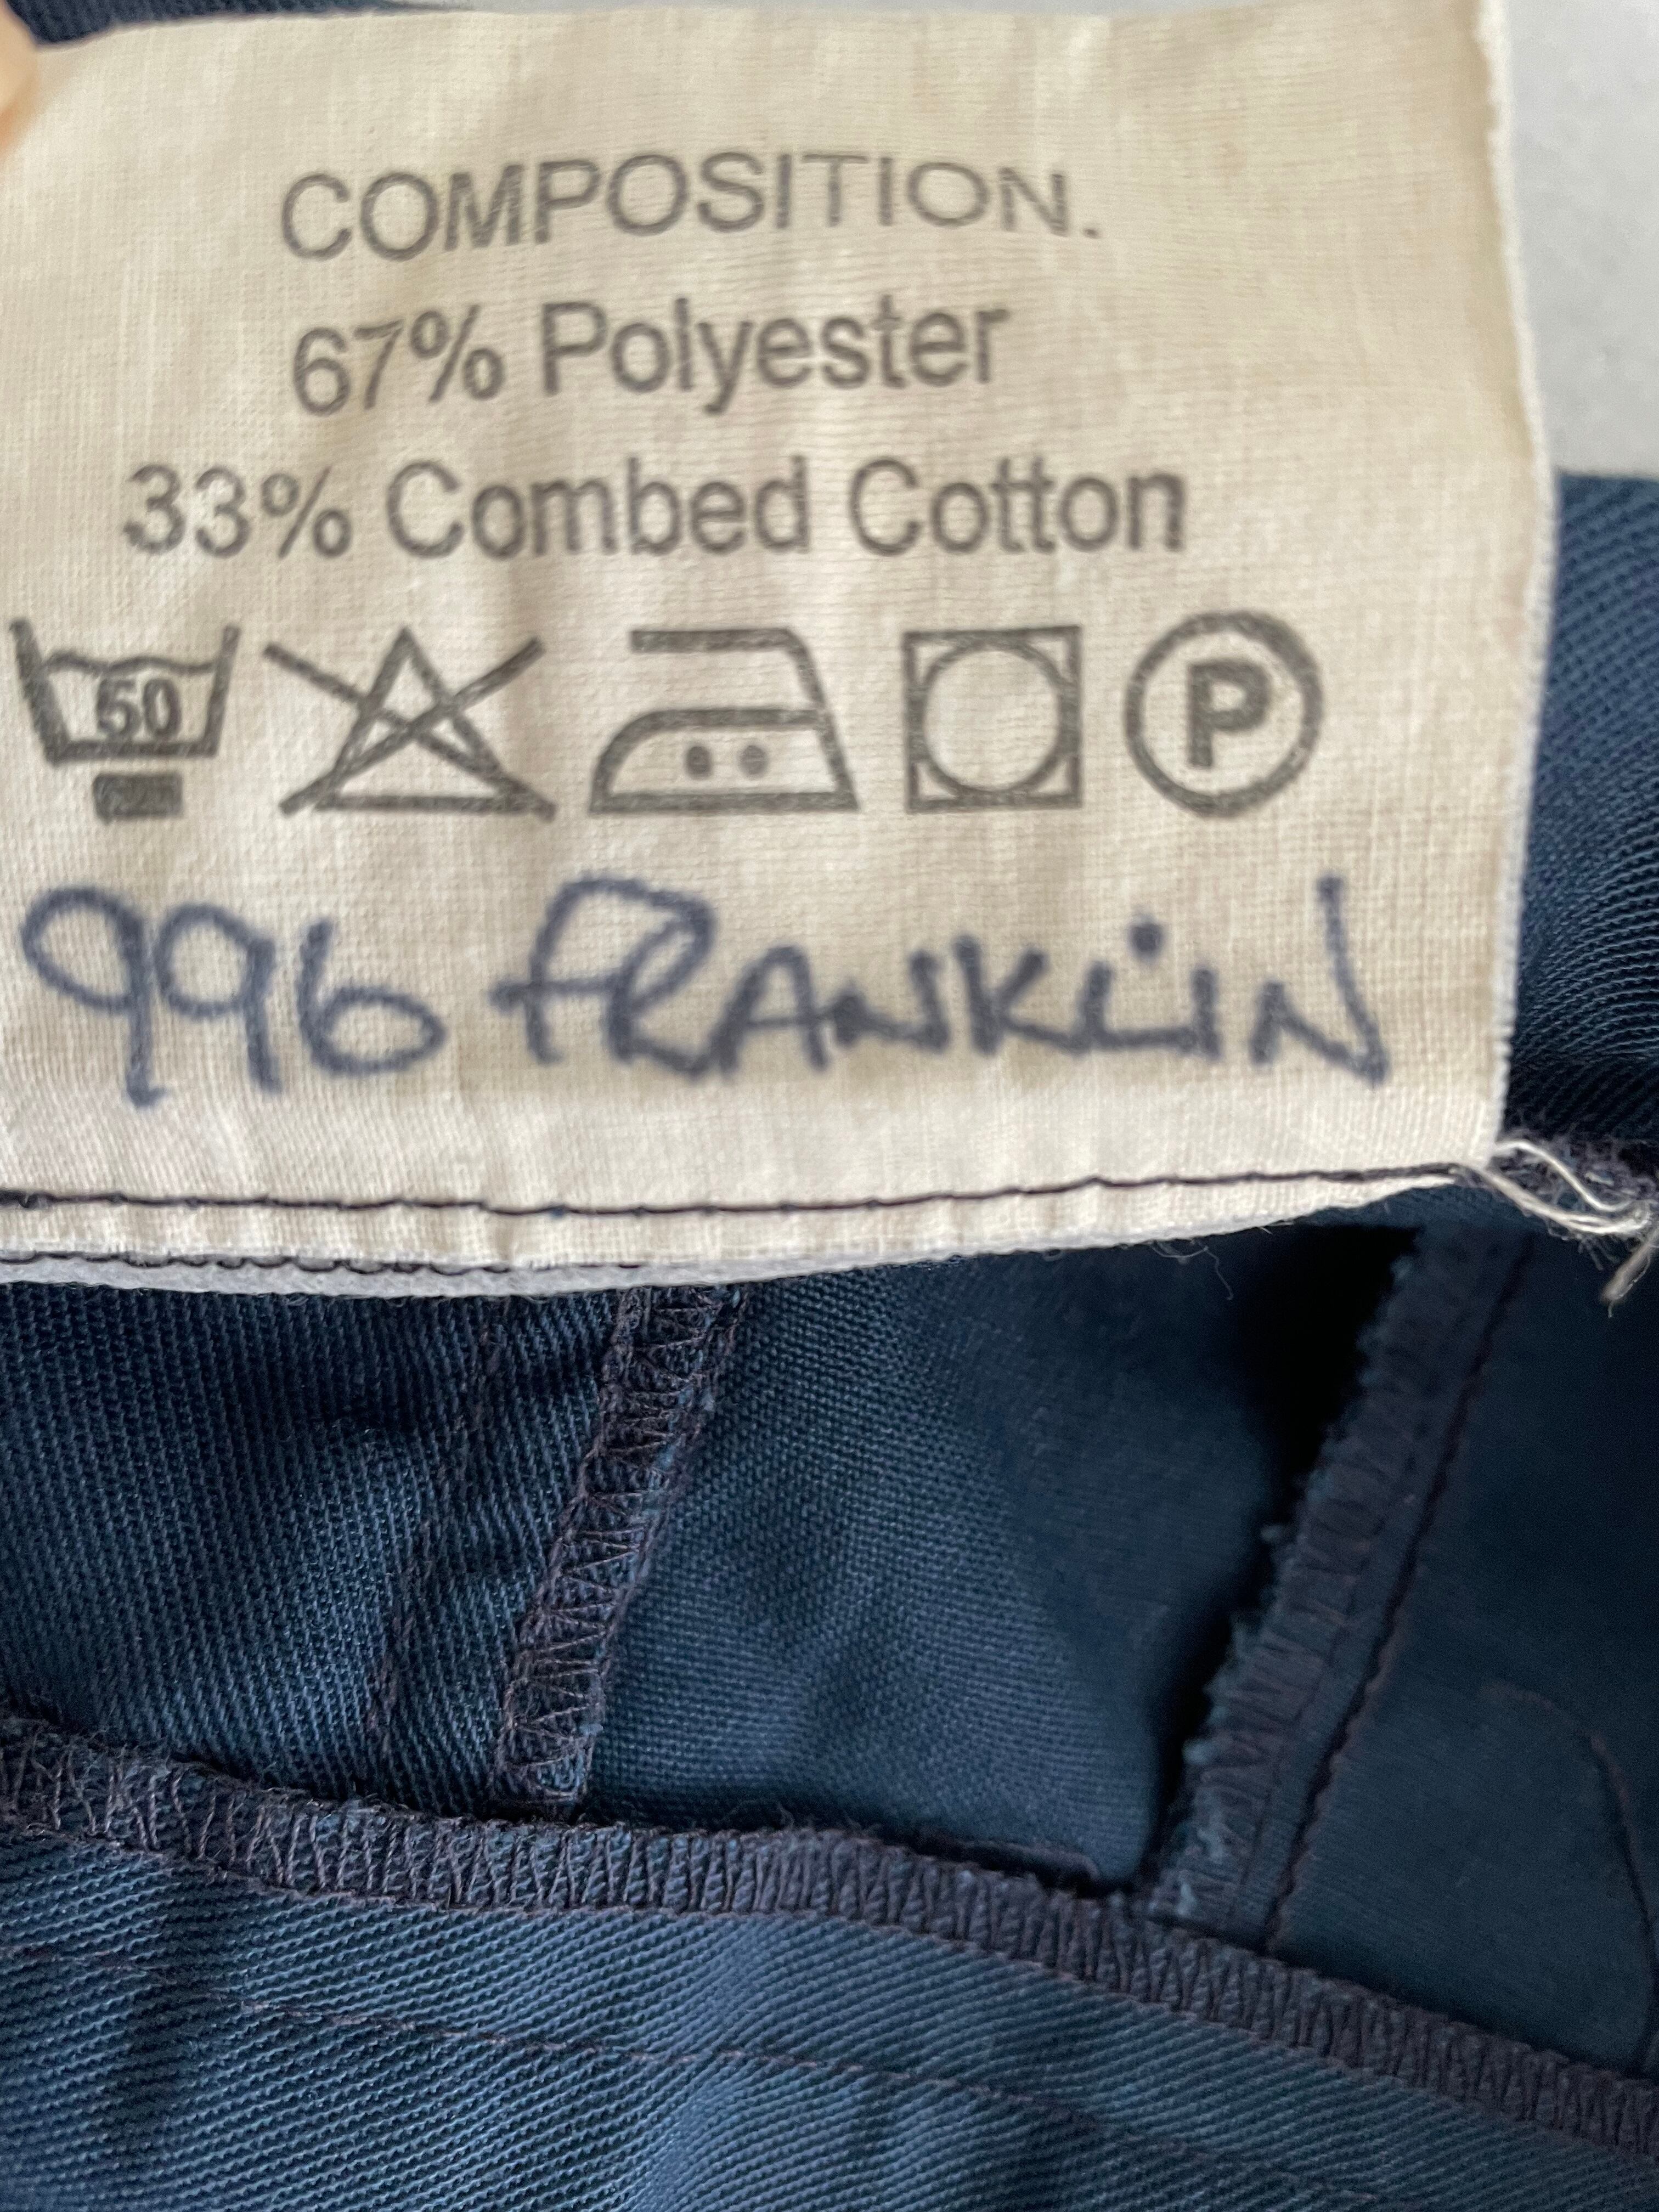 COMPOSITION.
67% Polyester
33% Combed Cotton
50 P
996 FRANKLIN